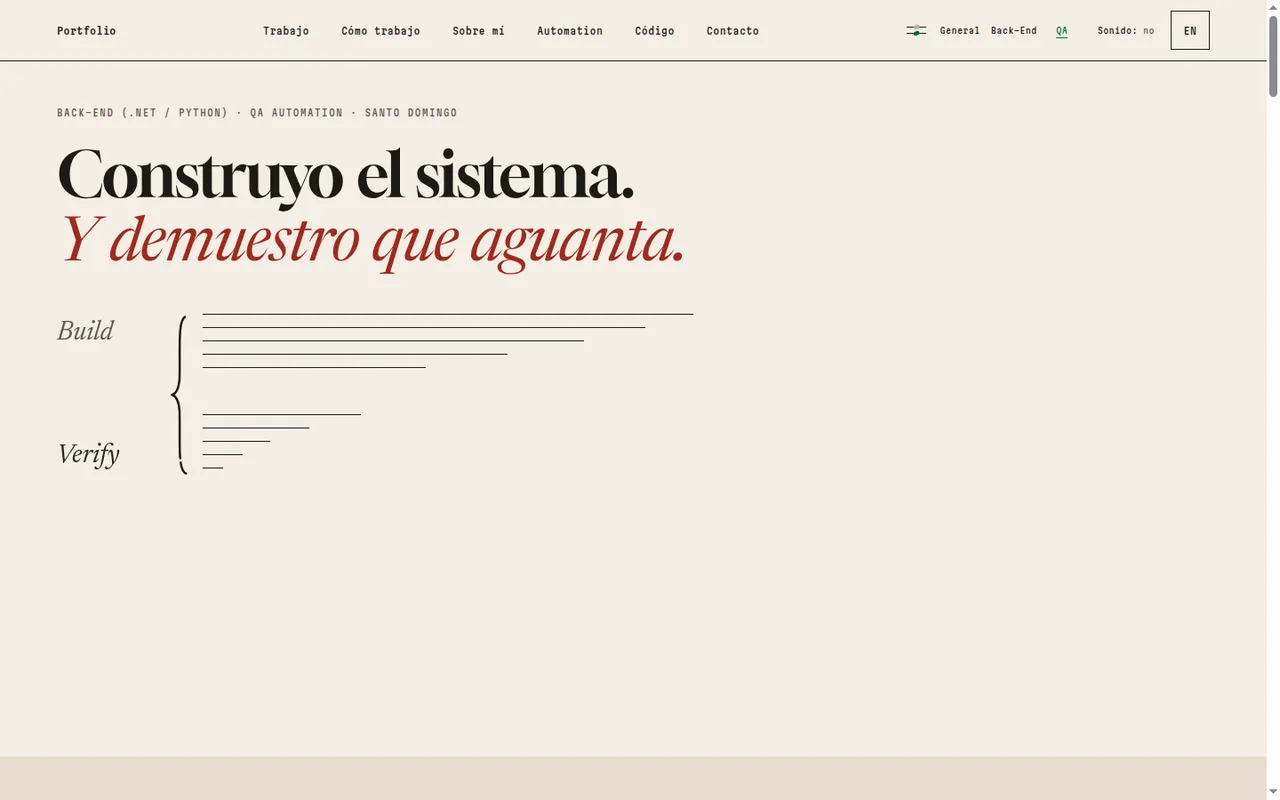 Portfolio Trabajo Cómo trabajo Sobre mí Automation Código Contacto General Back-End QA Sonido: no EN
BACK-END (.NET / PYTHON) · QA AUTOMATION · SANTO DOMINGO
Construyo el sistema.
Y demuestro que aguanta.
Build
Verify